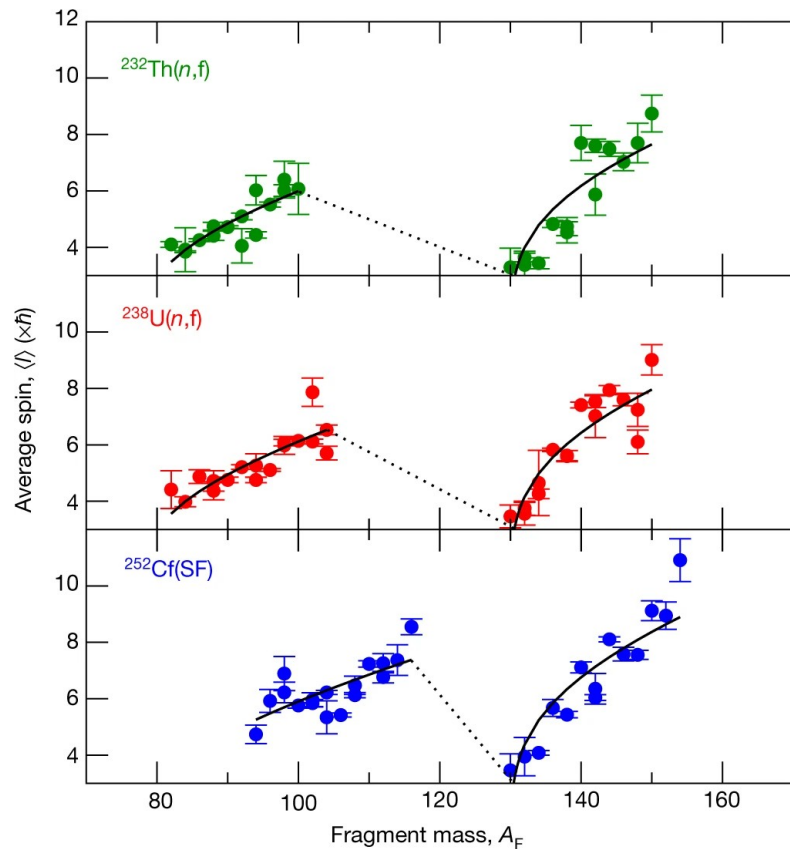 12
10
8
6
4
²³²Th(n,f)
10
8
6
4
²³⁸U(n,f)
10
8
6
4
²⁵²Cf(SF)
Average spin, ⟨I⟩ (×ħ)
80 100 120 140 160
Fragment mass, A_F